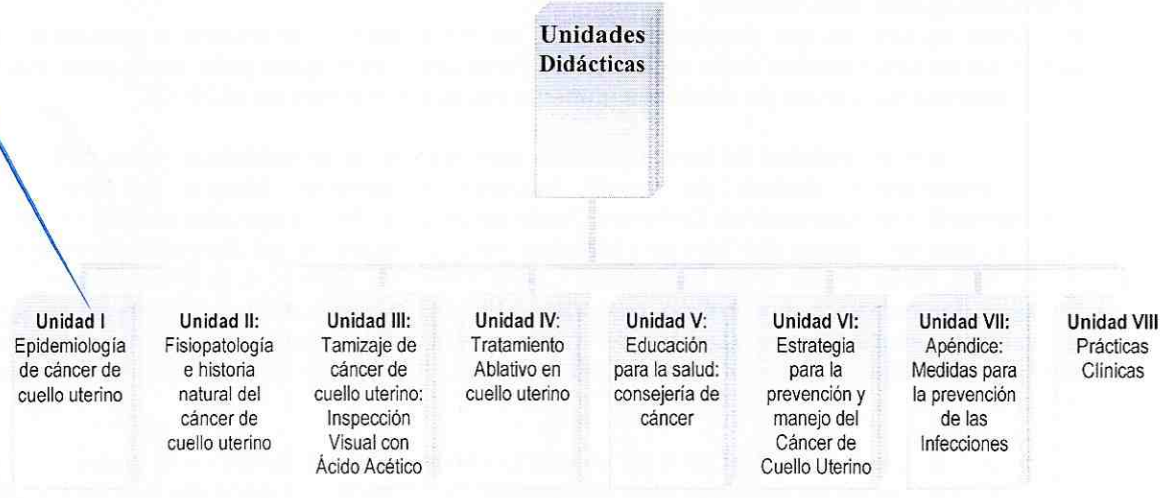 Unidades
Didácticas
Unidad I
Epidemiología
de cáncer de
cuello uterino
Unidad II:
Fisiopatología
e historia
natural del
cáncer de
cuello uterino
Unidad III:
Tamizaje de
cáncer de
cuello uterino:
Inspección
Visual con
Ácido Acético
Unidad IV:
Tratamiento
Ablativo en
cuello uterino
Unidad V:
Educación
para la salud:
consejería de
cáncer
Unidad VI:
Estrategia
para la
prevención y
manejo del
Cáncer de
Cuello Uterino
Unidad VII:
Apéndice:
Medidas para
la prevención
de las
Infecciones
Unidad VIII
Prácticas
Clínicas